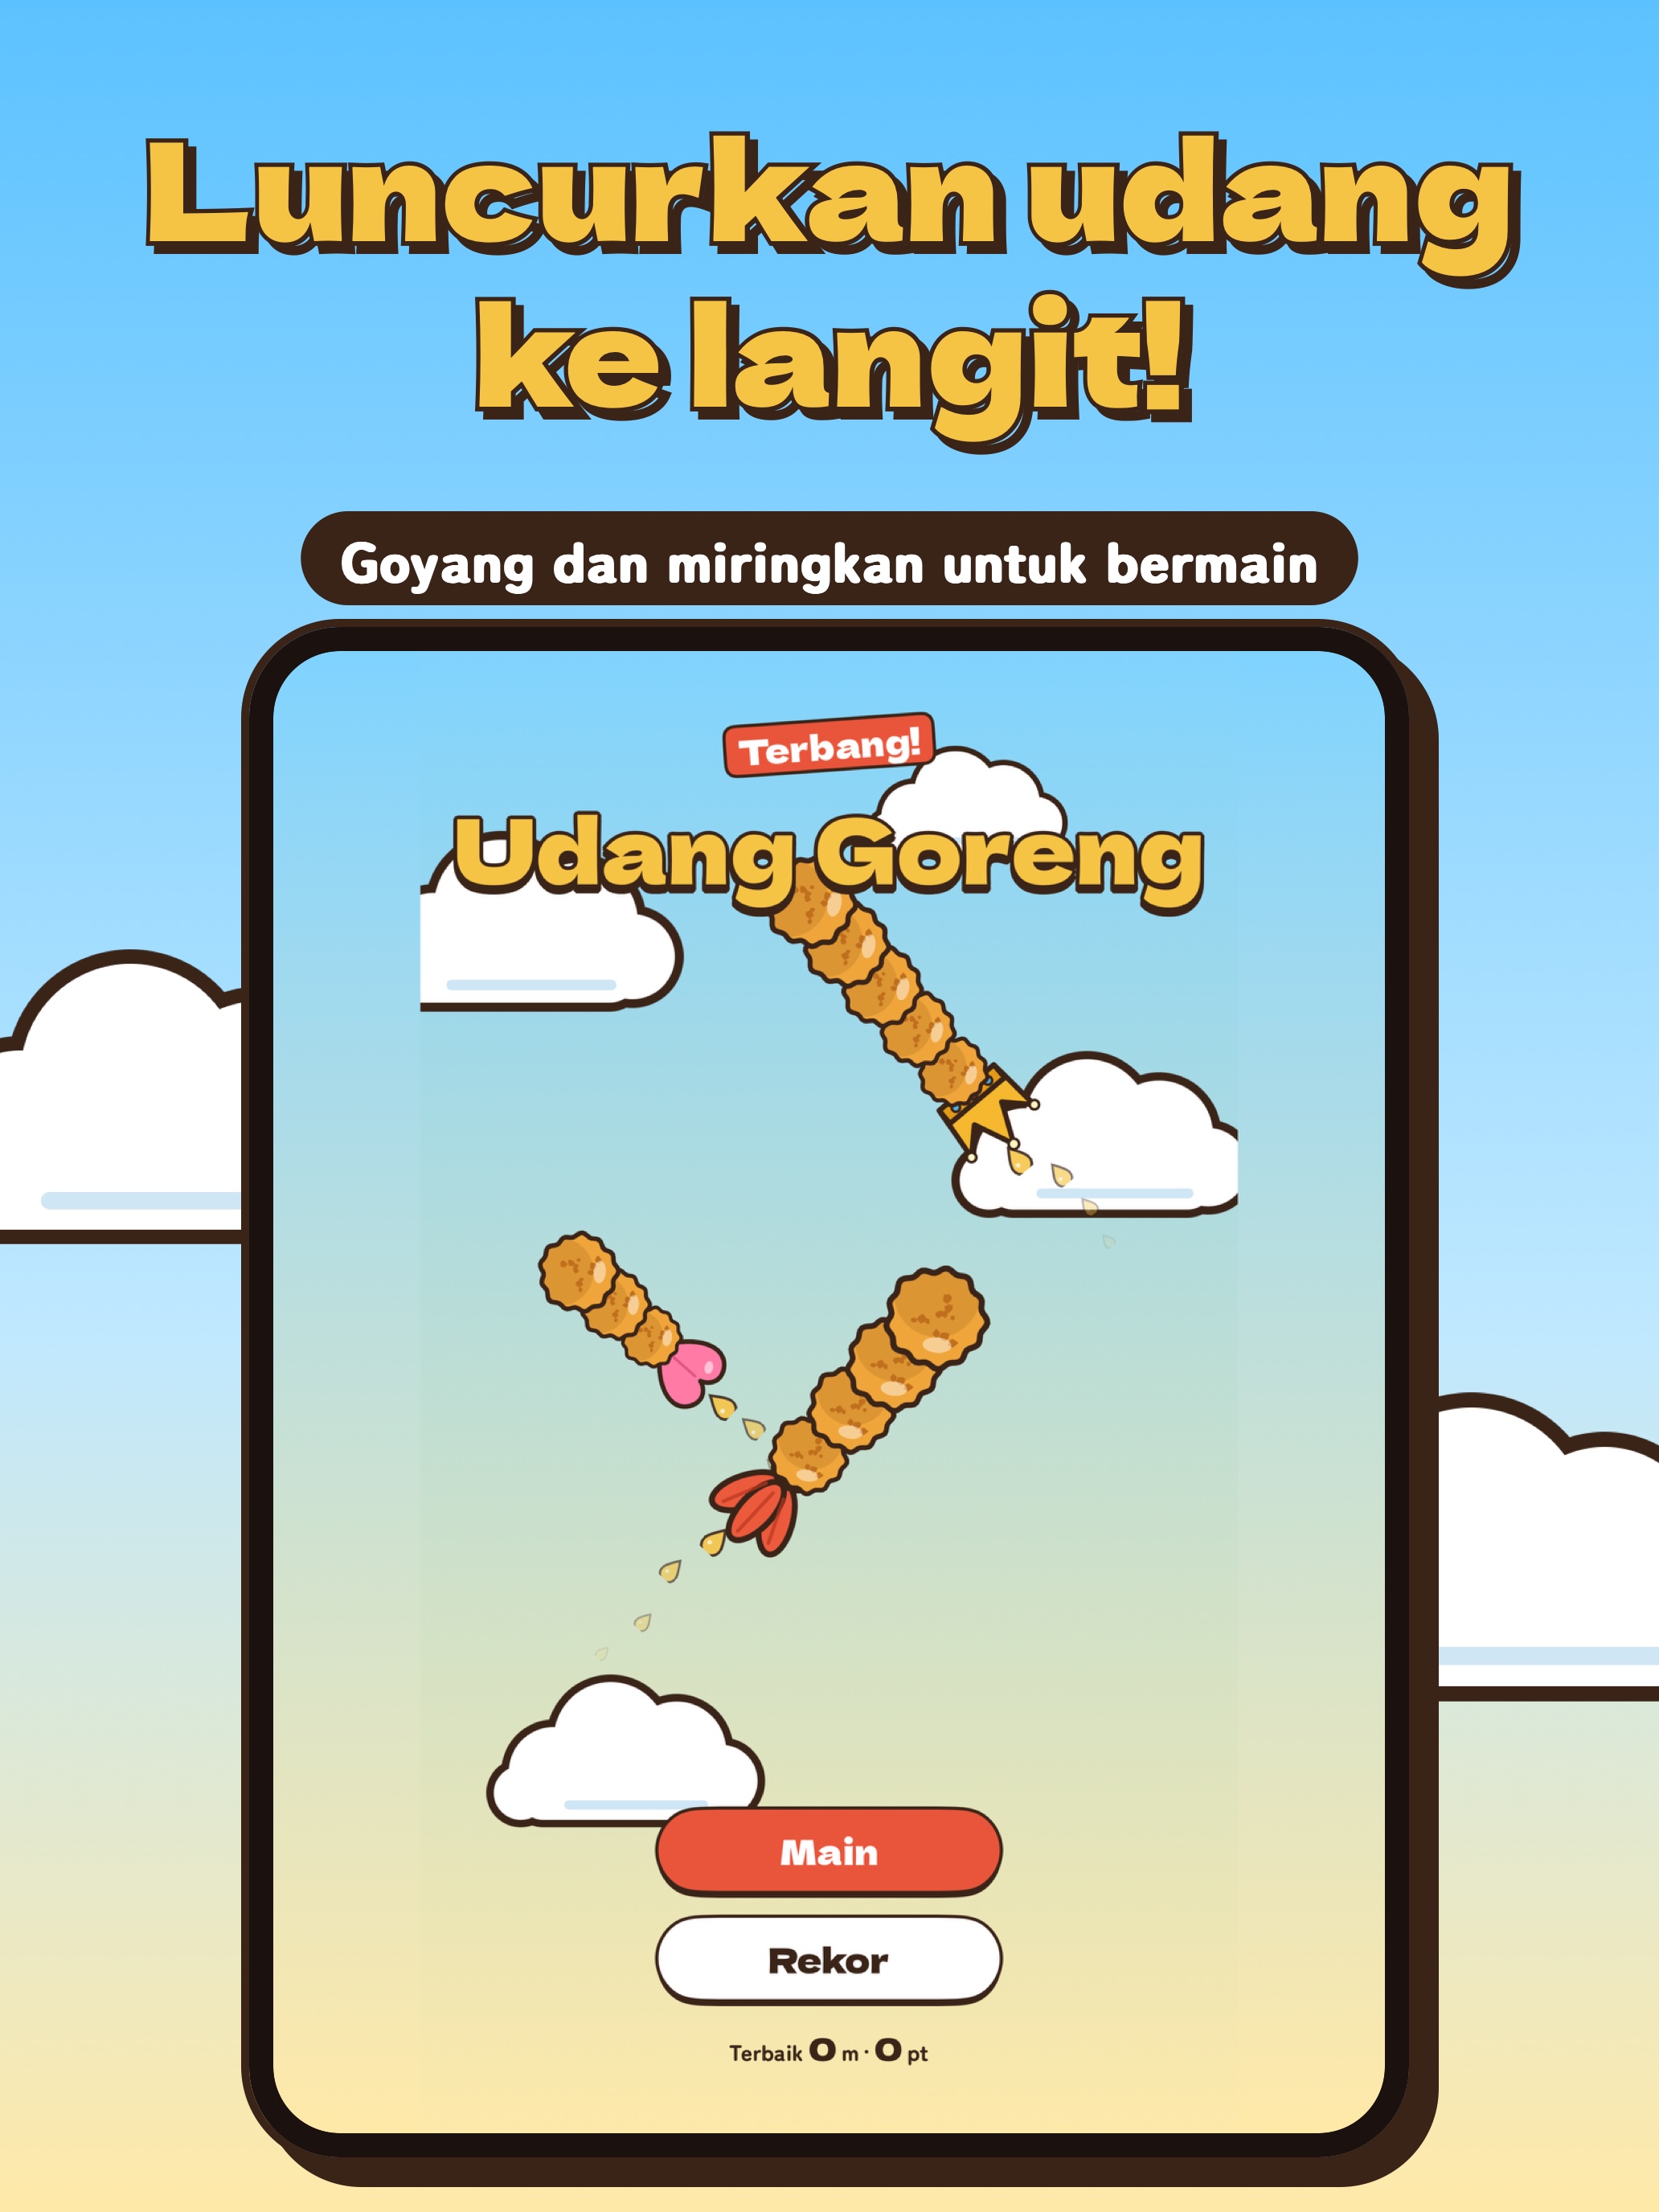 Luncurkan udang
ke langit!
Goyang dan miringkan untuk bermain
Terbang!
Udang Goreng
Main
Rekor
Terbaik 0 m · 0 pt